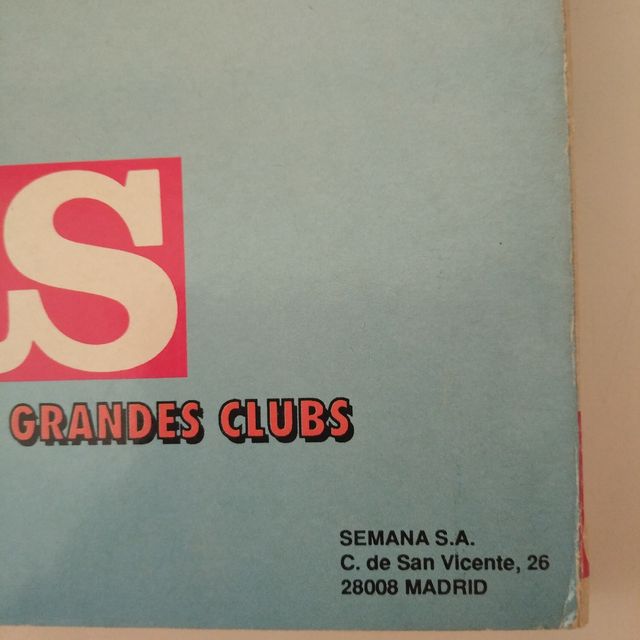 S
GRANDES CLUBS
SEMANA S.A.
C. de San Vicente, 26
28008 MADRID